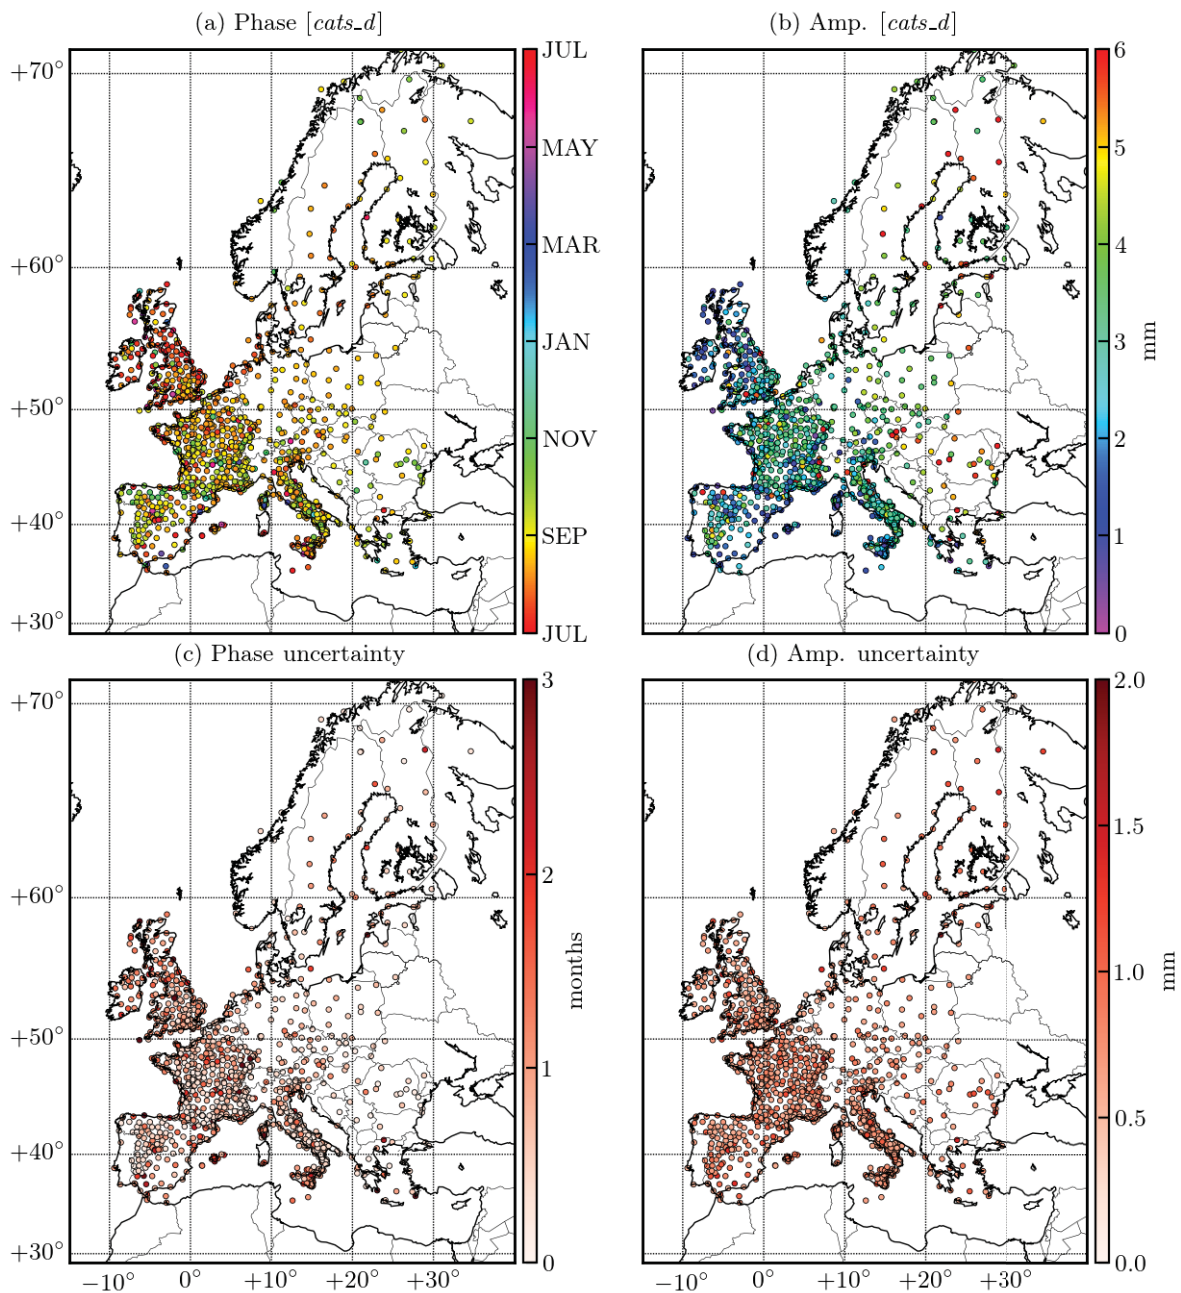 (a) Phase [cats_d]
(b) Amp. [cats_d]
+70°
+60°
+50°
+40°
+30°
JUL
MAY
MAR
JAN
NOV
SEP
JUL
6
5
4
3
2
1
0
mm
(c) Phase uncertainty
(d) Amp. uncertainty
+70°
+60°
+50°
+40°
+30°
3
2
1
0
months
2.0
1.5
1.0
0.5
0.0
mm
−10°
0°
+10°
+20°
+30°
−10°
0°
+10°
+20°
+30°